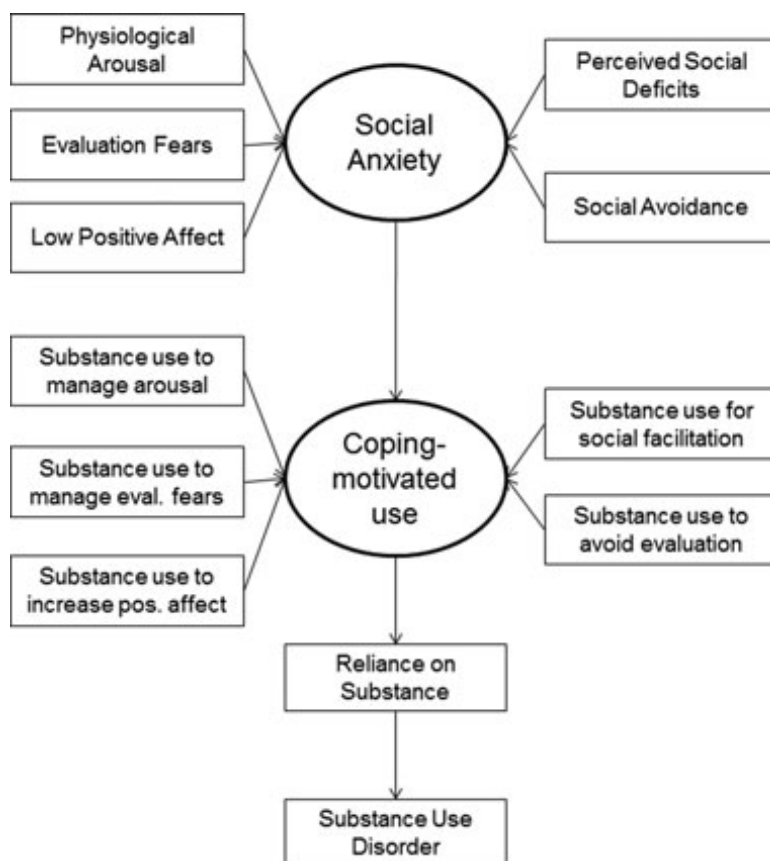 Physiological
Arousal
Evaluation Fears
Low Positive Affect
Social
Anxiety
Perceived Social
Deficits
Social Avoidance
Substance use to
manage arousal
Substance use to
manage eval. fears
Substance use to
increase pos. affect
Coping-
motivated
use
Substance use for
social facilitation
Substance use to
avoid evaluation
Reliance on
Substance
Substance Use
Disorder